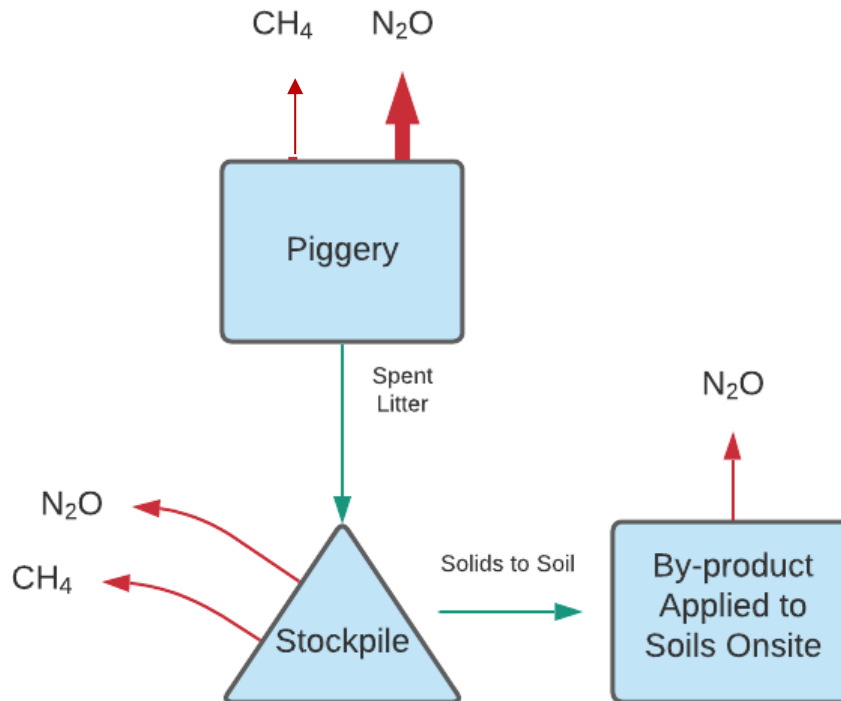 CH₄ N₂O
Piggery
Spent
Litter
N₂O
N₂O
CH₄
Solids to Soil
Stockpile
By-product
Applied to
Soils Onsite